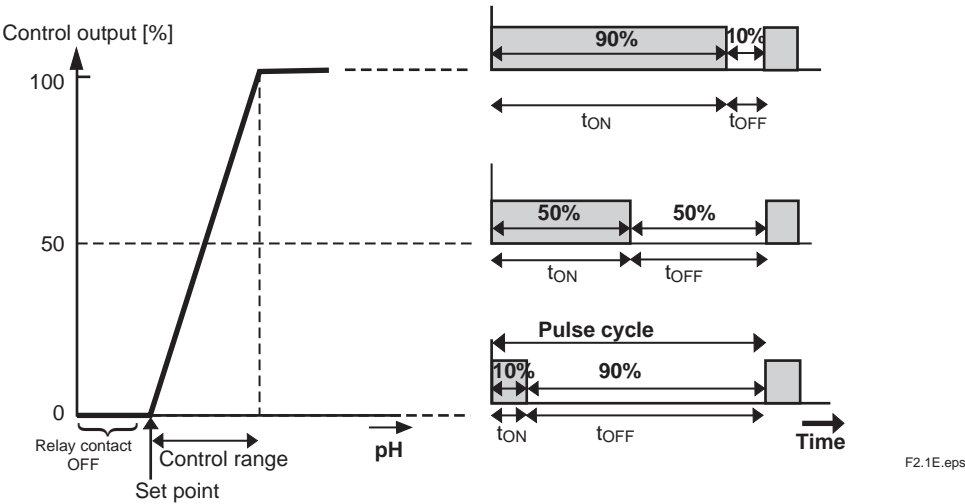 Control output [%]
100
50
0
Relay contact
OFF
Control range
Set point
pH
90%
10%
tON
tOFF
50%
50%
tON
tOFF
Pulse cycle
10%
90%
tON
tOFF
Time
F2.1E.eps